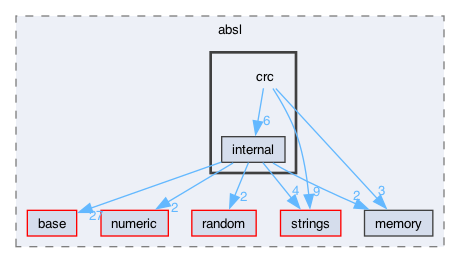 absl
crc
6
internal
27 2 2 4 9 2 3
base numeric random strings memory